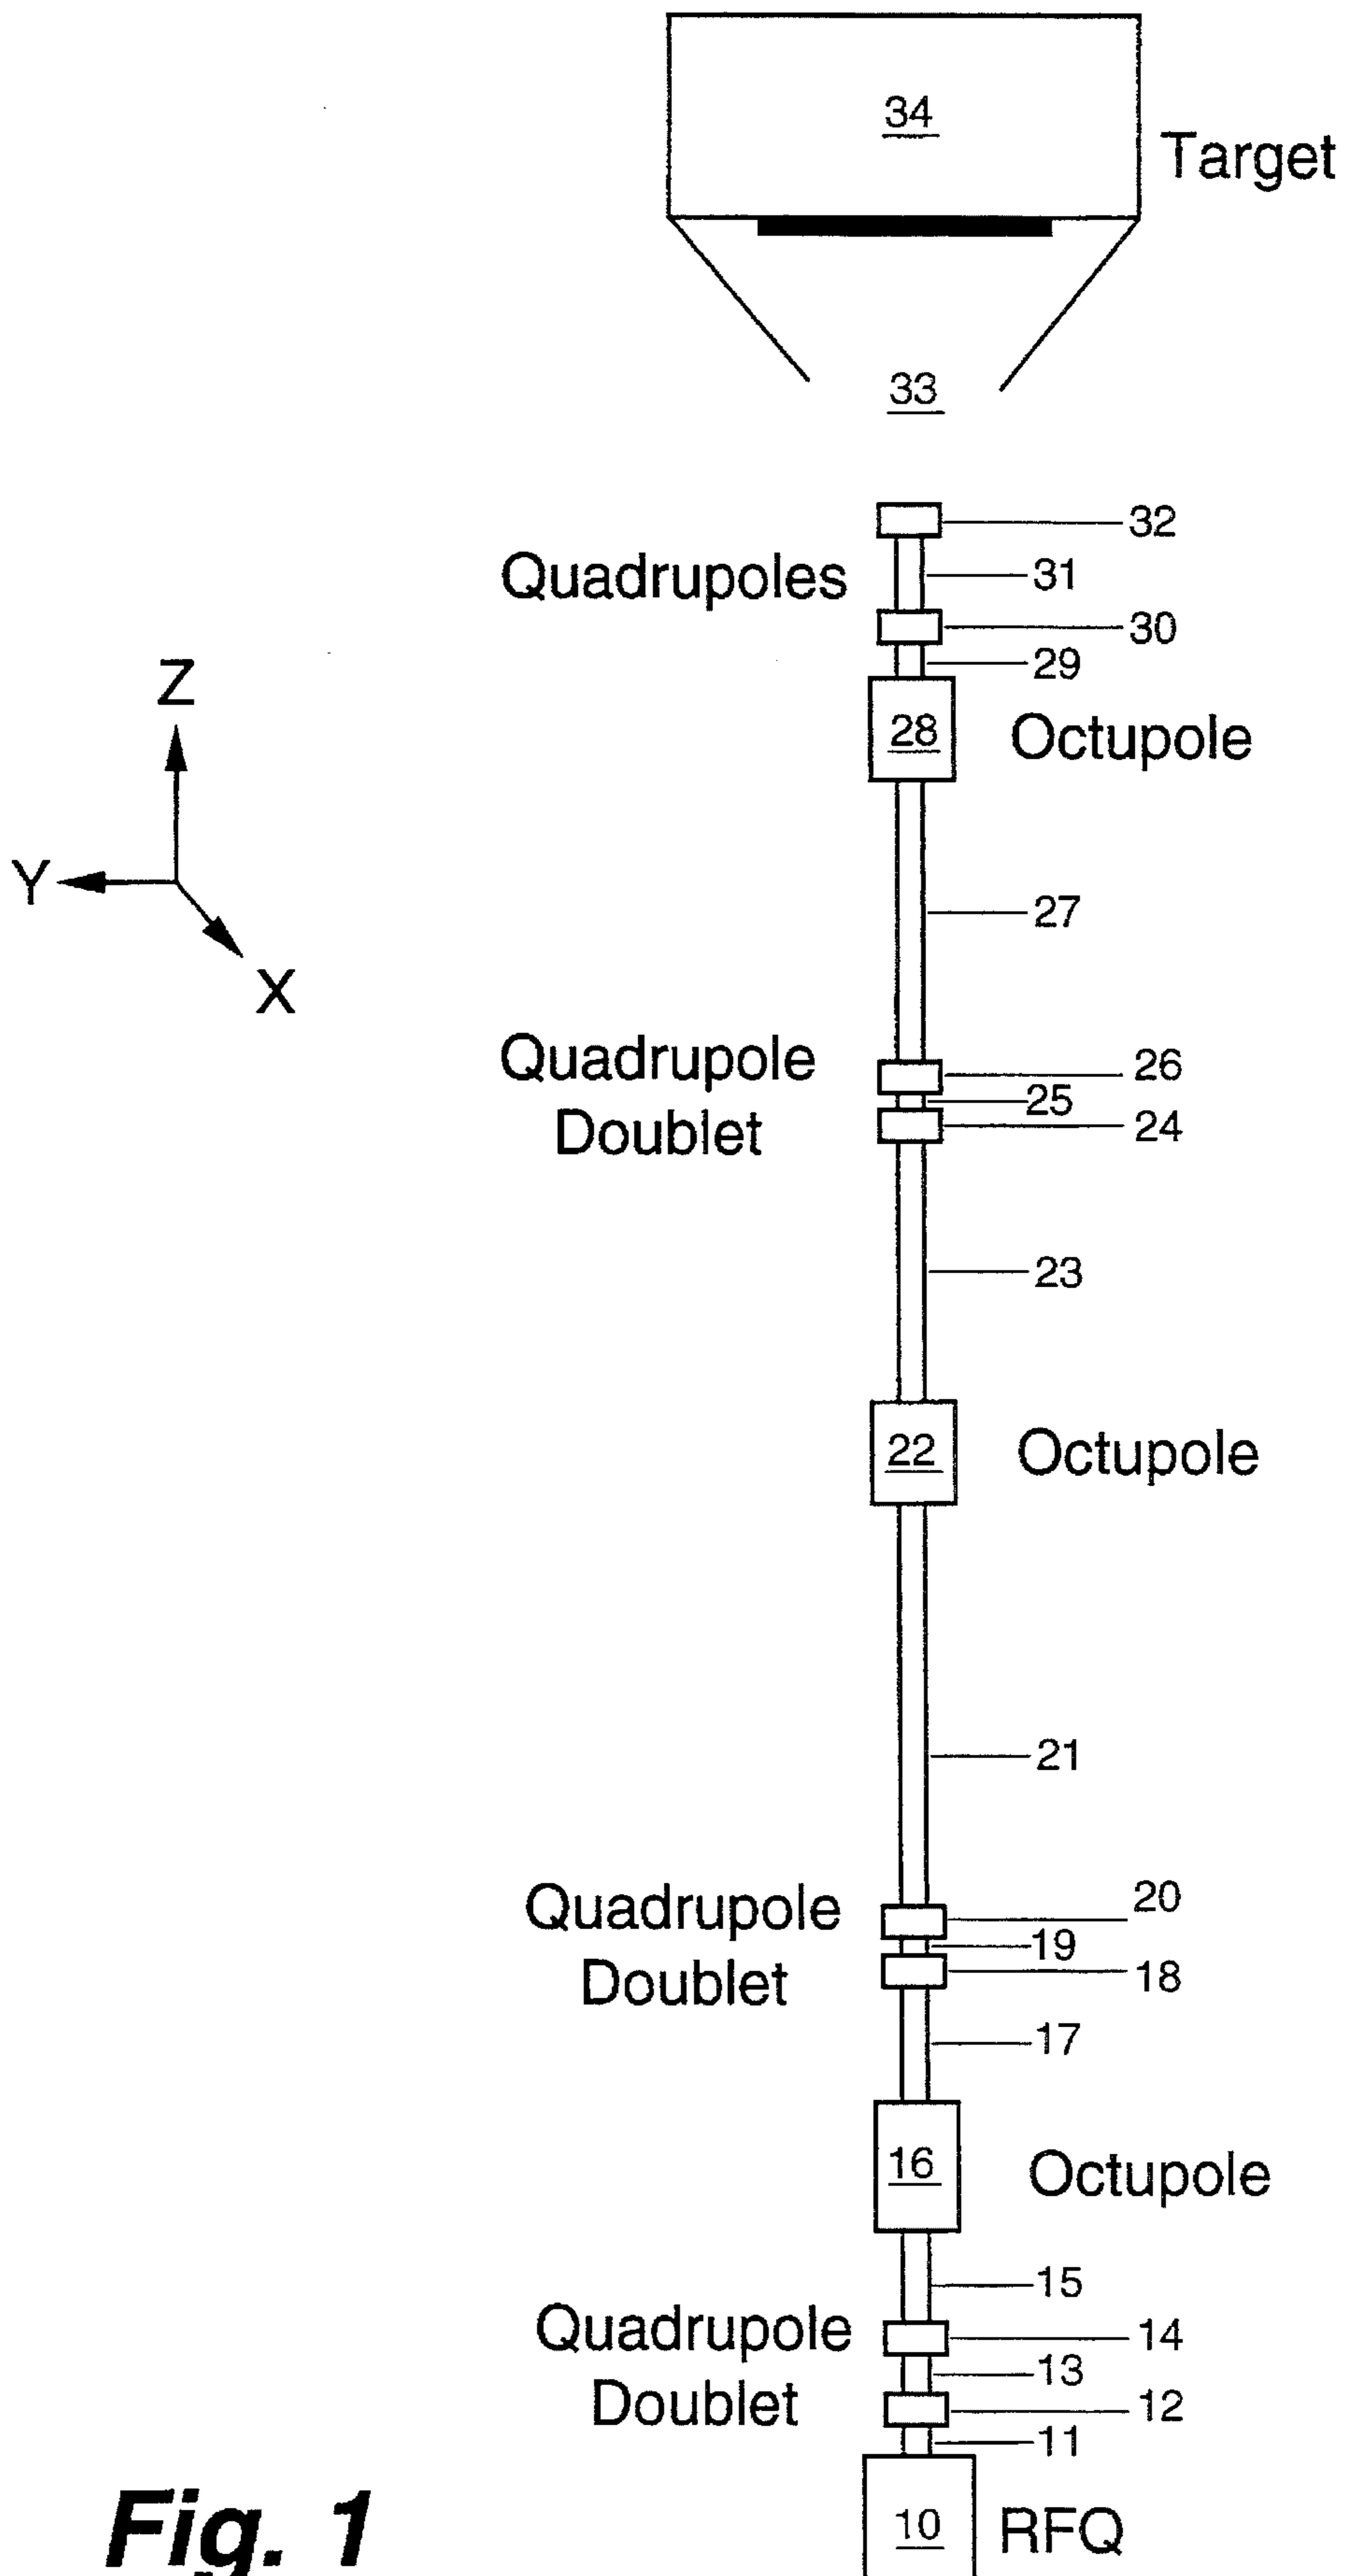 34
Target
33
32
Quadrupoles
31
30
29
Z
28
Octupole
Y
27
X
Quadrupole
Doublet
26
25
24
23
22
Octupole
21
Quadrupole
Doublet
20
19
18
17
16
Octupole
15
Quadrupole
Doublet
14
13
12
11
Fig. 1
10
RFQ